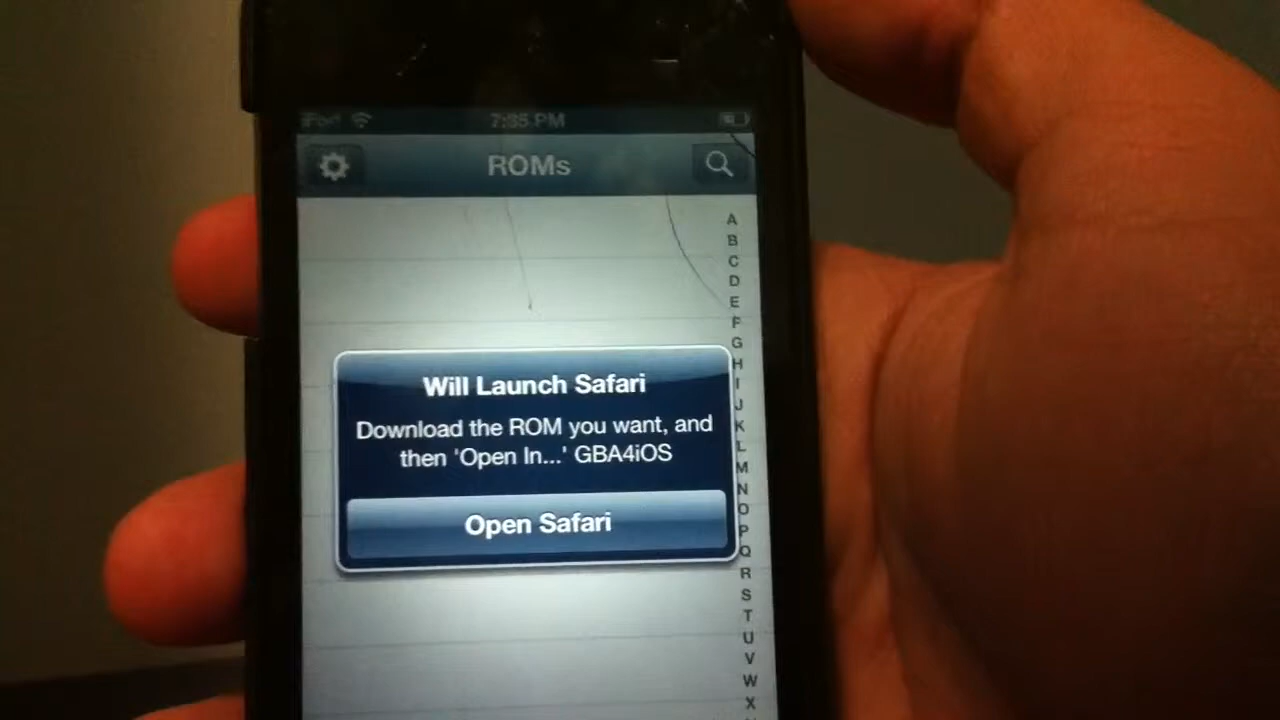 iPod 7:35 PM
ROMs
A
B
C
D
E
F
G
H
I
J
K
L
M
N
O
P
Q
R
S
T
U
V
W
X
Will Launch Safari
Download the ROM you want, and
then 'Open In...' GBA4iOS
Open Safari